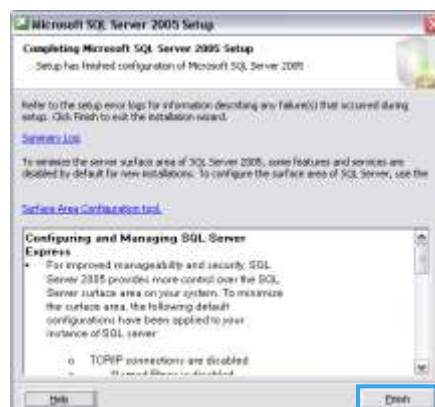 Microsoft SQL Server 2005 Setup
Completing Microsoft SQL Server 2005 Setup
Setup has finished configuration of Microsoft SQL Server 2005
Refer to the setup error logs for information describing any failure(s) that occurred during
setup. Click Finish to exit the installation wizard.
Summary Log
To minimize the server surface area of SQL Server 2005, some features and services are
disabled by default for new installations. To configure the surface area of SQL Server, use the
Surface Area Configuration tool.
Configuring and Managing SQL Server
Express
• For improved manageability and security, SQL
Server 2005 provides more control over the SQL
Server surface area on your system. To minimize
the surface area, the following default
configurations have been applied to your
instance of SQL server:
o TCP/IP connections are disabled
o Named Pipes is disabled
Help
Finish